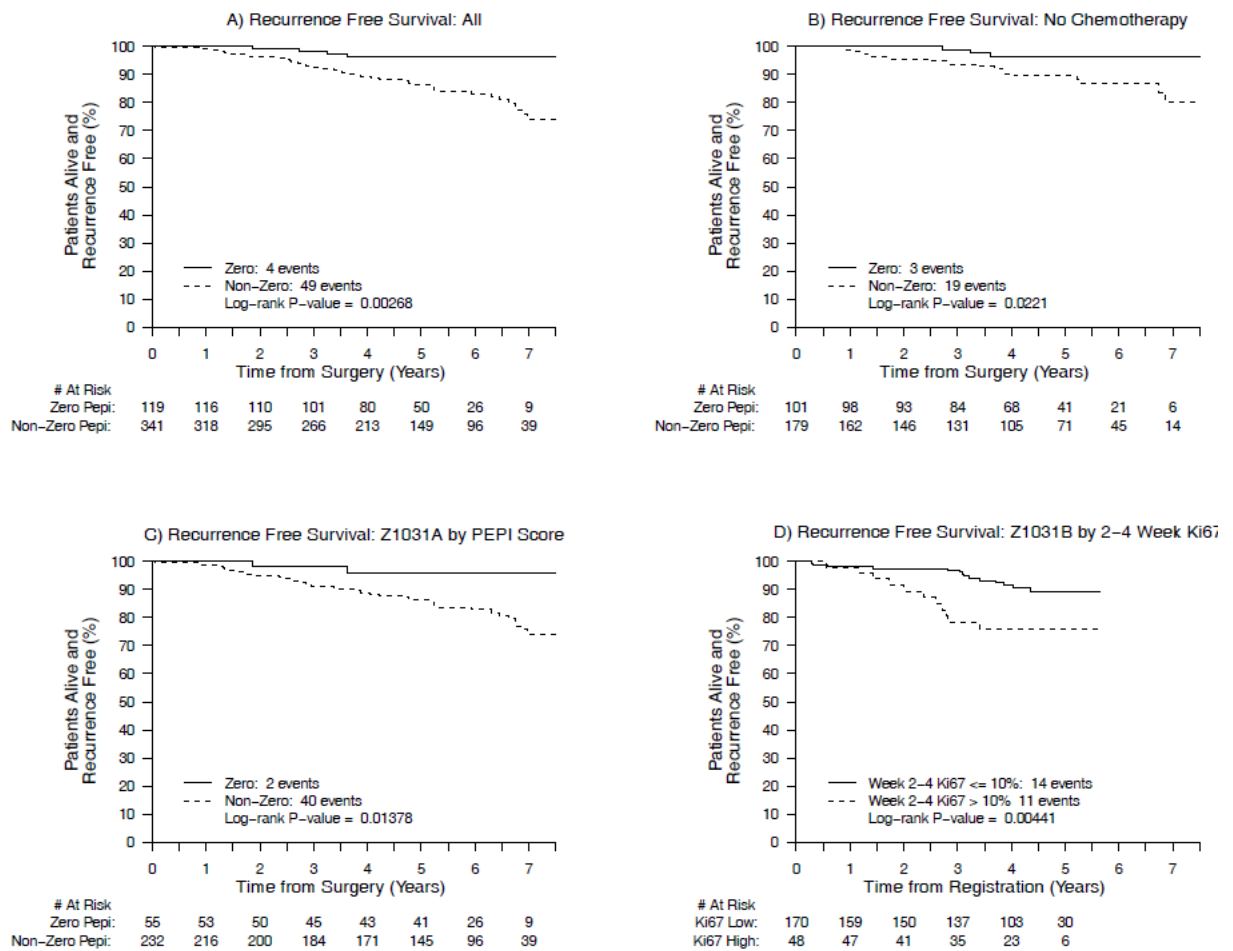 A) Recurrence Free Survival: All
Patients Alive and
Recurrence Free (%)
100
90
80
70
60
50
40
30
20
10
0
Zero: 4 events
Non-Zero: 49 events
Log-rank P-value = 0.00268
0 1 2 3 4 5 6 7
Time from Surgery (Years)
# At Risk
Zero Pepi: 119 116 110 101 80 50 26 9
Non-Zero Pepi: 341 318 295 266 213 149 96 39
B) Recurrence Free Survival: No Chemotherapy
Patients Alive and
Recurrence Free (%)
100
90
80
70
60
50
40
30
20
10
0
Zero: 3 events
Non-Zero: 19 events
Log-rank P-value = 0.0221
0 1 2 3 4 5 6 7
Time from Surgery (Years)
# At Risk
Zero Pepi: 101 98 93 84 68 41 21 6
Non-Zero Pepi: 179 162 146 131 105 71 45 14
C) Recurrence Free Survival: Z1031A by PEPI Score
Patients Alive and
Recurrence Free (%)
100
90
80
70
60
50
40
30
20
10
0
Zero: 2 events
Non-Zero: 40 events
Log-rank P-value = 0.01378
0 1 2 3 4 5 6 7
Time from Surgery (Years)
# At Risk
Zero Pepi: 55 53 50 45 43 41 26 9
Non-Zero Pepi: 232 216 200 184 171 145 96 39
D) Recurrence Free Survival: Z1031B by 2-4 Week Ki67
Patients Alive and
Recurrence Free (%)
100
90
80
70
60
50
40
30
20
10
0
Week 2-4 Ki67 <= 10%: 14 events
Week 2-4 Ki67 > 10% 11 events
Log-rank P-value = 0.00441
0 1 2 3 4 5 6 7
Time from Registration (Years)
# At Risk
Ki67 Low: 170 159 150 137 103 30
Ki67 High: 48 47 41 35 23 6